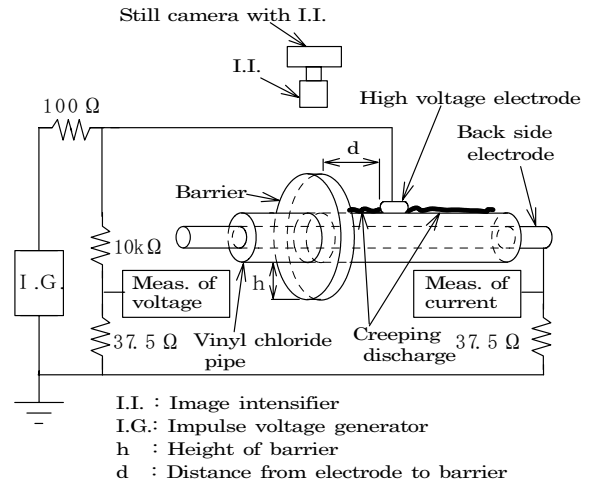 Still camera with I.I.
I.I.
100 Ω
High voltage electrode
d
Back side
electrode
Barrier
10kΩ
I .G.
Meas. of
voltage
h
Meas. of
current
37. 5 Ω
Vinyl chloride
pipe
Creeping
discharge
37. 5 Ω
I.I. : Image intensifier
I.G.: Impulse voltage generator
h : Height of barrier
d : Distance from electrode to barrier